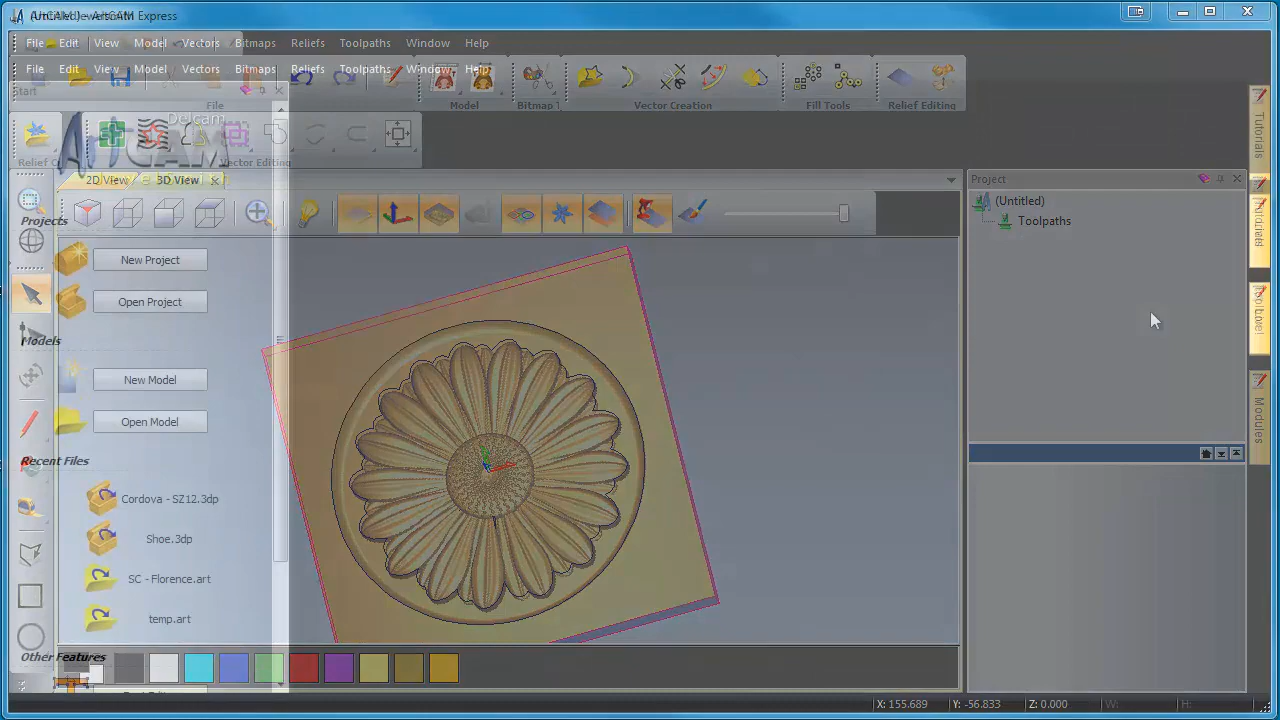 File Edit View Model Vectors Bitmaps Reliefs Toolpaths Window Help
File Edit View Model Vectors Bitmaps Reliefs Toolpaths Window Help
File
Model
Vector Creation
Fill Tools
Relief Editing
Delcam
ArtCAM
Vector Editing
2D View
3D View
Projects
New Project
Open Project
Models
New Model
Open Model
Recent Files
Cordova - SZ12.3dp
Shoe.3dp
SC - Florence.art
temp.art
Other Features
Project
(Untitled)
Toolpaths
Tutorials
Modules
X: 155.689 Y: -56.833 Z: 0.000 W: H: